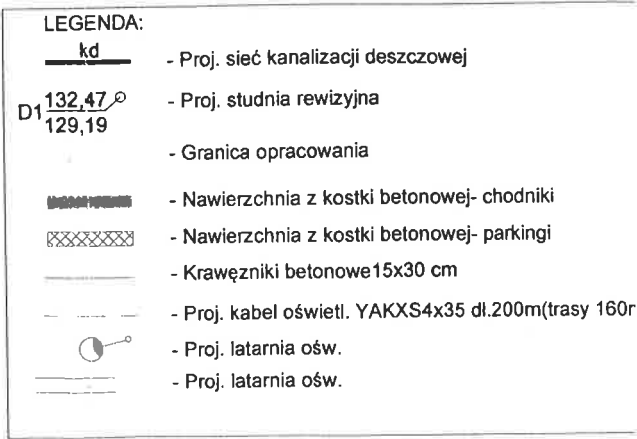 LEGENDA:
kd - Proj. sieć kanalizacji deszczowej
D1 132,47 - Proj. studnia rewizyjna
129,19
- Granica opracowania
- Nawierzchnia z kostki betonowej- chodniki
- Nawierzchnia z kostki betonowej- parkingi
- Krawężniki betonowe15x30 cm
- Proj. kabel oświetl. YAKXS4x35 dł.200m(trasy 160
- Proj. latarnia ośw.
- Proj. latarnia ośw.